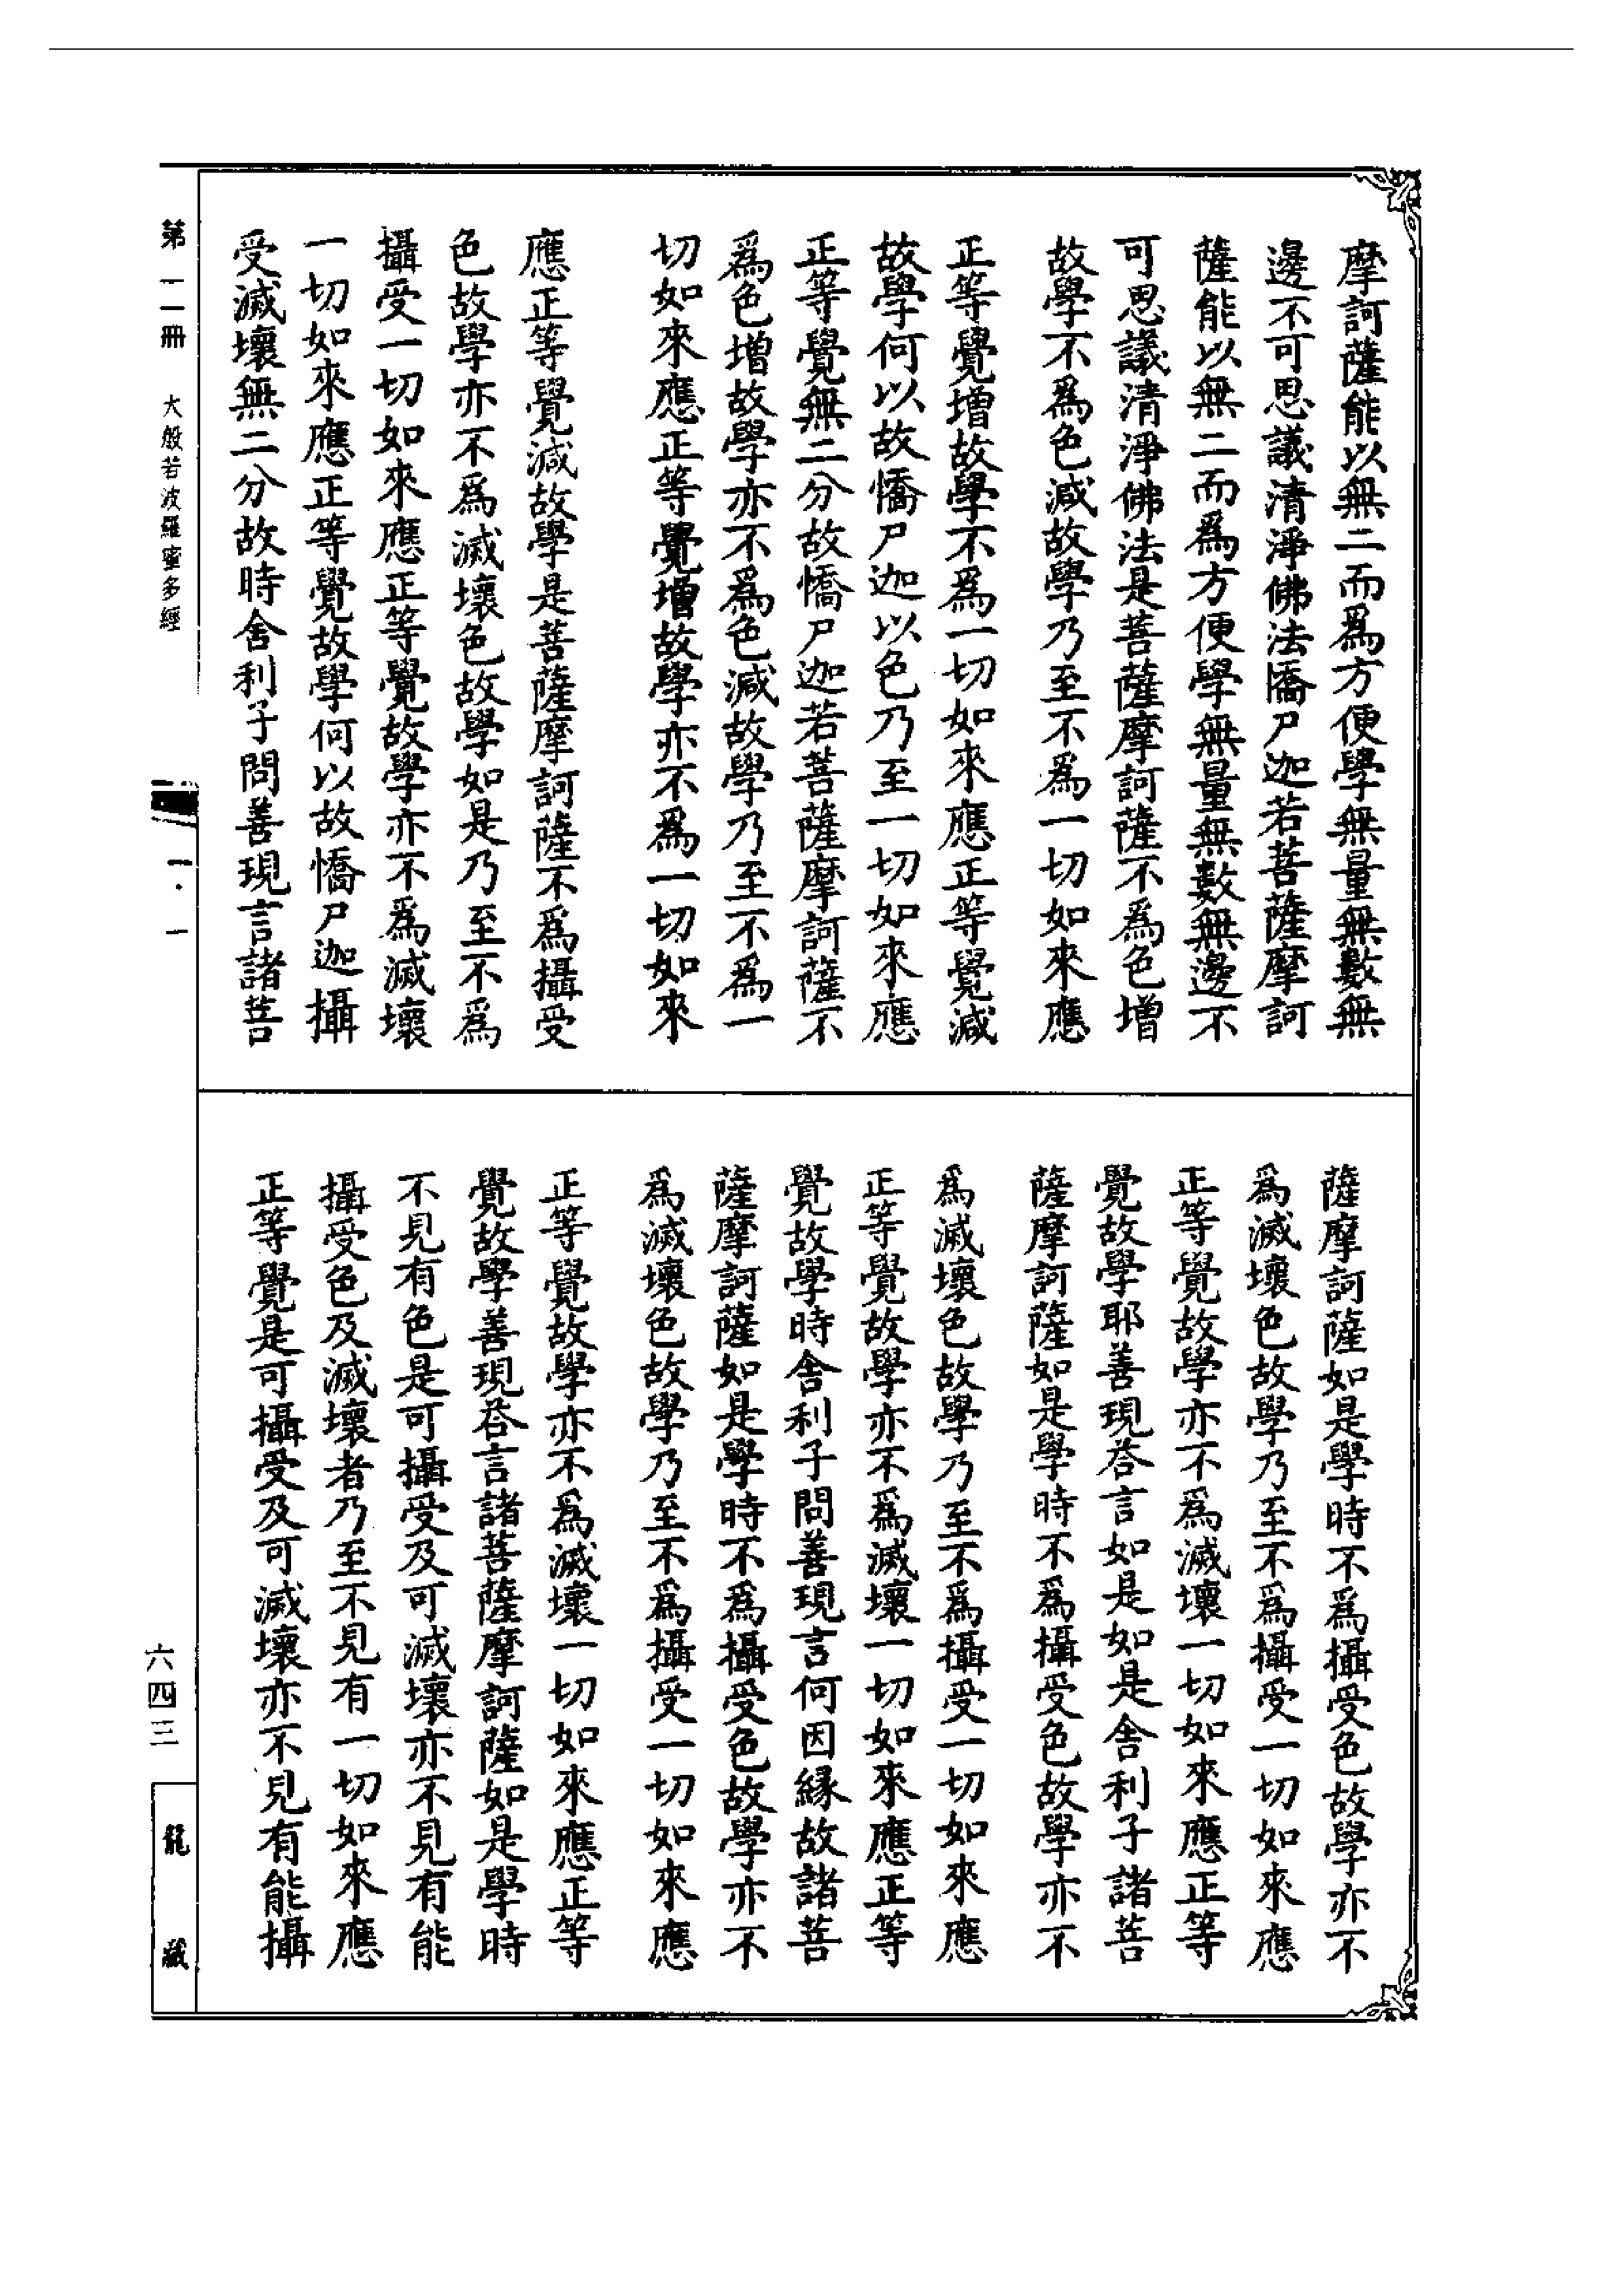 摩訶薩能以無二而爲方便學無量無數無
邊不可思議清淨佛法憍尸迦若菩薩摩訶
薩能以無二而爲方便學無量無數無邊不
可思議清淨佛法是菩薩摩訶薩不爲色增
故學不爲色減故學乃至不爲一切如來應
正等覺增故學不爲一切如來應正等覺減
故學何以故憍尸迦以色乃至一切如來應
正等覺無二分故憍尸迦若菩薩摩訶薩不
爲色增故學亦不爲色減故學乃至不爲一
切如來應正等覺增故學亦不爲一切如來
應正等覺減故學是菩薩摩訶薩不爲攝受
色故學亦不爲滅壞色故學如是乃至不爲
攝受一切如來應正等覺故學亦不爲滅壞
一切如來應正等覺故學何以故憍尸迦攝
受滅壞無二分故時舍利子問善現言諸菩
薩摩訶薩如是學時不爲攝受色故學亦不
爲滅壞色故學乃至不爲攝受一切如來應
正等覺故學亦不爲滅壞一切如來應正等
覺故學耶善現荅言如是如是舍利子諸菩
薩摩訶薩如是學時不爲攝受色故學亦不
爲滅壞色故學乃至不爲攝受一切如來應
正等覺故學亦不爲滅壞一切如來應正等
覺故學時舍利子問善現言何因緣故諸菩
薩摩訶薩如是學時不爲攝受色故學亦不
爲滅壞色故學乃至不爲攝受一切如來應
正等覺故學亦不爲滅壞一切如來應正等
覺故學善現荅言諸菩薩摩訶薩如是學時
不見有色是可攝受及可滅壞亦不見有能
攝受色及滅壞者乃至不見有一切如來應
正等覺是可攝受及可滅壞亦不見有能攝
第一一冊 大般若波羅蜜多經
六四三
龍藏